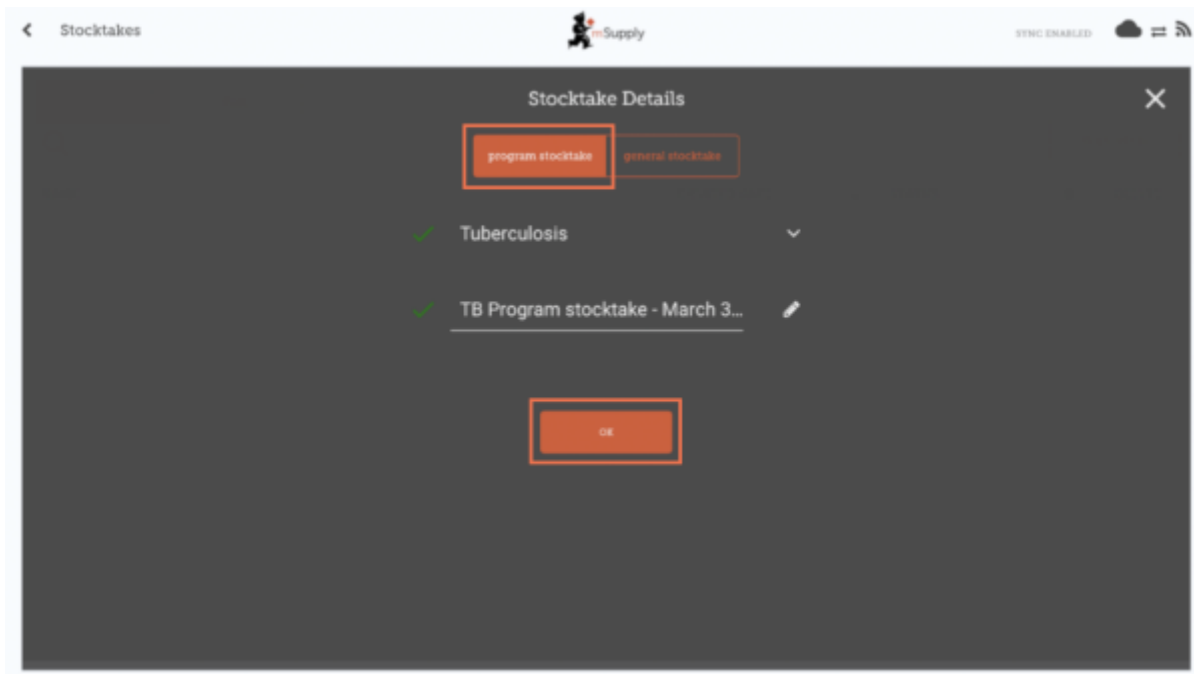 Stocktakes
mSupply
SYNC ENABLED
Stocktake Details
program stocktake
general stocktake
Tuberculosis
TB Program stocktake - March 3...
OK